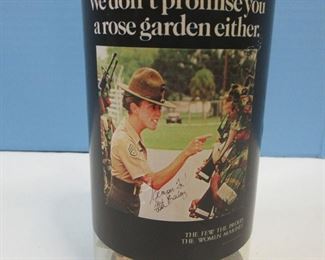 We don't promise you
a rose garden either.
THE FEW. THE PROUD.
THE WOMEN MARINES.